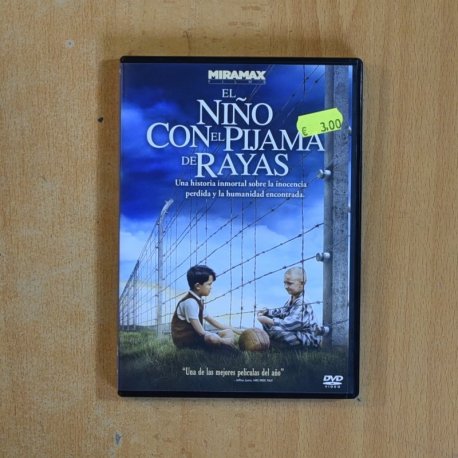 MIRAMAX
EL
NIÑO
CON EL PIJAMA
DE RAYAS
€ 3,00
Una historia inmortal sobre la inocencia
perdida y la humanidad encontrada.
"Una de las mejores películas del año"
DVD
VIDEO